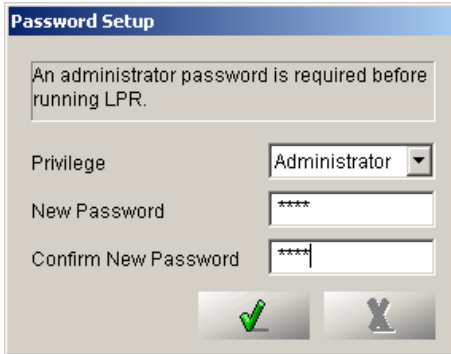 Password Setup
An administrator password is required before
running LPR.
Privilege
Administrator
New Password
****
Confirm New Password
****